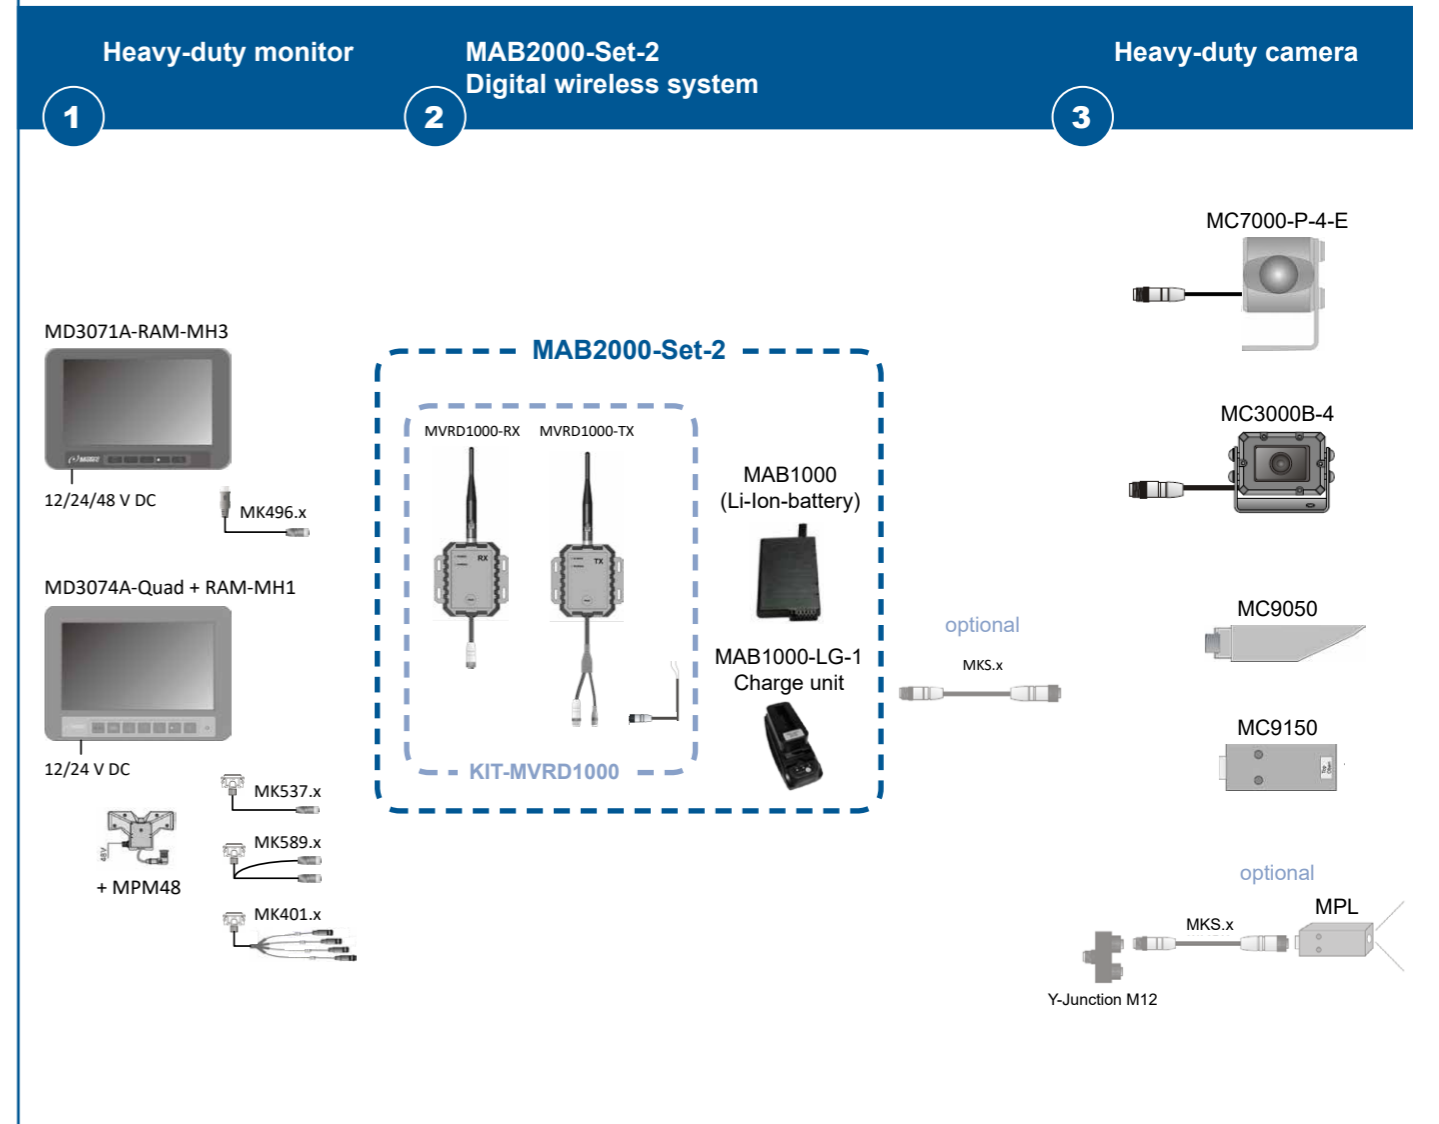 Heavy-duty monitor
MAB2000-Set-2
Digital wireless system
Heavy-duty camera
1
2
3
MC7000-P-4-E
MD3071A-RAM-MH3
12/24/48 V DC
MK496.x
MD3074A-Quad + RAM-MH1
12/24 V DC
MK537.x
MK589.x
48V
+ MPM48
MK401.x
MAB2000-Set-2
MVRD1000-RX
MVRD1000-TX
RX
TX
KIT-MVRD1000
MAB1000
(Li-Ion-battery)
MAB1000-LG-1
Charge unit
optional
MKS.x
MC3000B-4
MC9050
MC9150
optional
MPL
MKS.x
Y-Junction M12